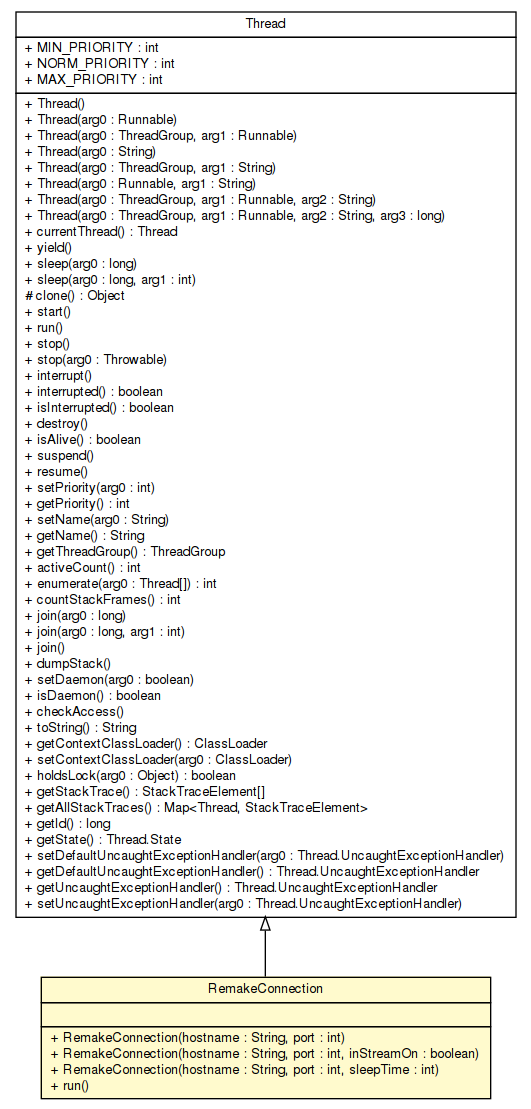 Thread
+ MIN_PRIORITY : int
+ NORM_PRIORITY : int
+ MAX_PRIORITY : int
+ Thread()
+ Thread(arg0 : Runnable)
+ Thread(arg0 : ThreadGroup, arg1 : Runnable)
+ Thread(arg0 : String)
+ Thread(arg0 : ThreadGroup, arg1 : String)
+ Thread(arg0 : Runnable, arg1 : String)
+ Thread(arg0 : ThreadGroup, arg1 : Runnable, arg2 : String)
+ Thread(arg0 : ThreadGroup, arg1 : Runnable, arg2 : String, arg3 : long)
+ currentThread() : Thread
+ yield()
+ sleep(arg0 : long)
+ sleep(arg0 : long, arg1 : int)
# clone() : Object
+ start()
+ run()
+ stop()
+ stop(arg0 : Throwable)
+ interrupt()
+ interrupted() : boolean
+ isInterrupted() : boolean
+ destroy()
+ isAlive() : boolean
+ suspend()
+ resume()
+ setPriority(arg0 : int)
+ getPriority() : int
+ setName(arg0 : String)
+ getName() : String
+ getThreadGroup() : ThreadGroup
+ activeCount() : int
+ enumerate(arg0 : Thread[]) : int
+ countStackFrames() : int
+ join(arg0 : long)
+ join(arg0 : long, arg1 : int)
+ join()
+ dumpStack()
+ setDaemon(arg0 : boolean)
+ isDaemon() : boolean
+ checkAccess()
+ toString() : String
+ getContextClassLoader() : ClassLoader
+ setContextClassLoader(arg0 : ClassLoader)
+ holdsLock(arg0 : Object) : boolean
+ getStackTrace() : StackTraceElement[]
+ getAllStackTraces() : Map<Thread, StackTraceElement>
+ getId() : long
+ getState() : Thread.State
+ setDefaultUncaughtExceptionHandler(arg0 : Thread.UncaughtExceptionHandler)
+ getDefaultUncaughtExceptionHandler() : Thread.UncaughtExceptionHandler
+ getUncaughtExceptionHandler() : Thread.UncaughtExceptionHandler
+ setUncaughtExceptionHandler(arg0 : Thread.UncaughtExceptionHandler)
RemakeConnection
+ RemakeConnection(hostname : String, port : int)
+ RemakeConnection(hostname : String, port : int, inStreamOn : boolean)
+ RemakeConnection(hostname : String, port : int, sleepTime : int)
+ run()